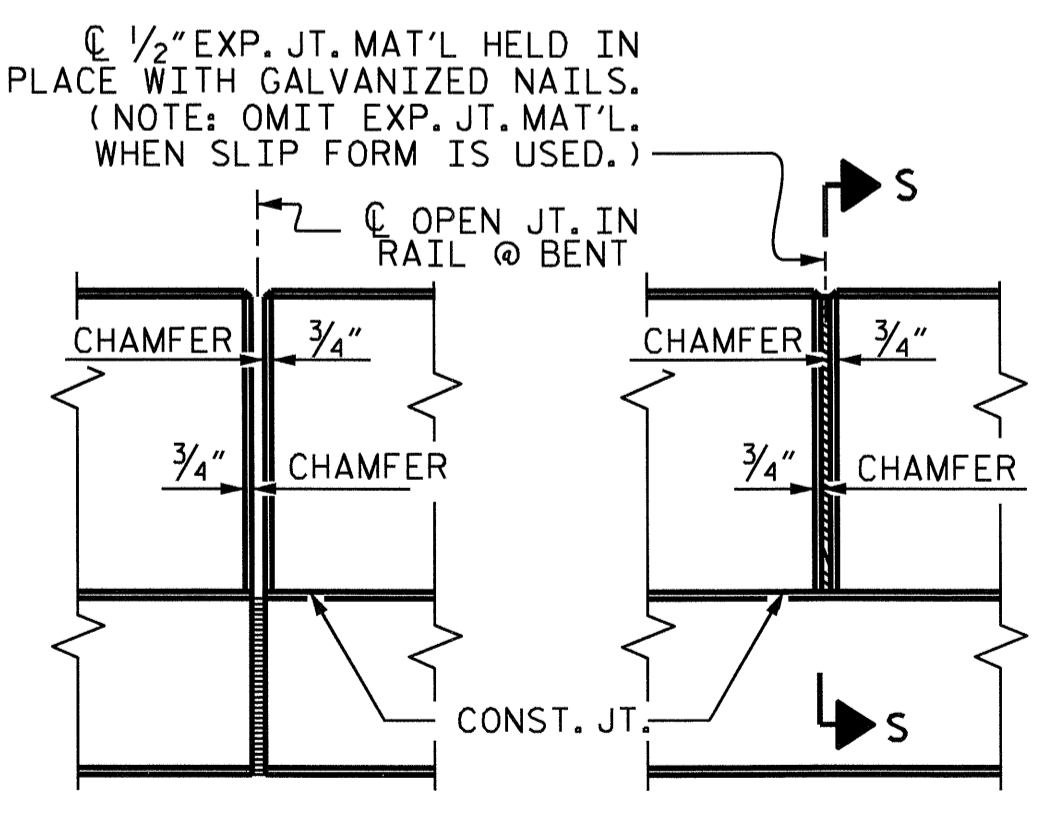 ℄ 1/2" EXP. JT. MAT'L HELD IN
PLACE WITH GALVANIZED NAILS.
(NOTE: OMIT EXP. JT. MAT'L.
WHEN SLIP FORM IS USED.)
S
℄ OPEN JT. IN
RAIL @ BENT
CHAMFER
3/4"
CHAMFER
3/4"
3/4"
CHAMFER
3/4"
CHAMFER
CONST. JT.
S